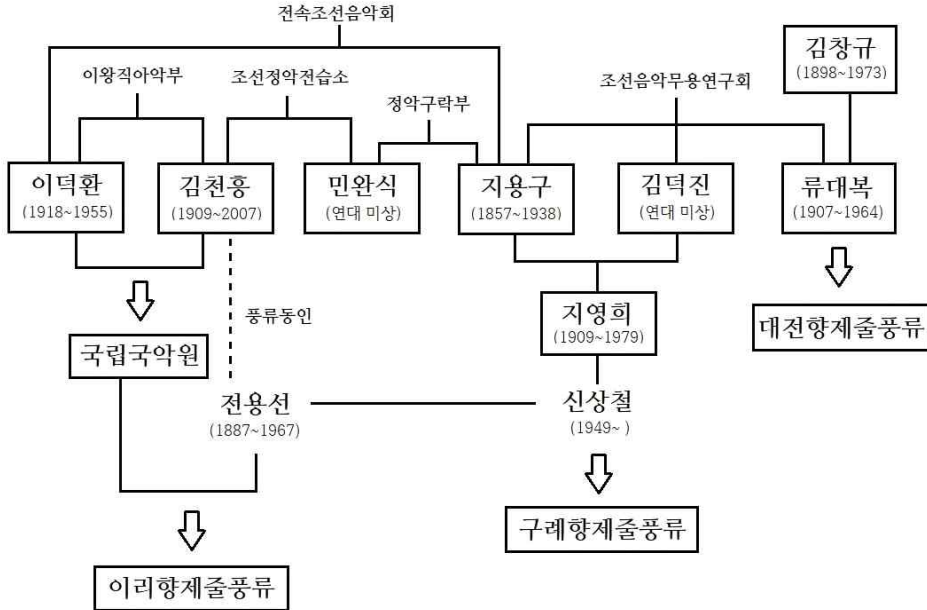 전속조선음악회
김창규
(1898~1973)
이왕직아악부
조선정악전습소
정악구락부
조선음악무용연구회
이덕환
(1918~1955)
김천흥
(1909~2007)
민완식
(연대 미상)
지용구
(1857~1938)
김덕진
(연대 미상)
류대복
(1907~1964)
풍류동인
지영희
(1909~1979)
대전향제줄풍류
국립국악원
전용선
(1887~1967)
신상철
(1949~ )
구례향제줄풍류
이리향제줄풍류